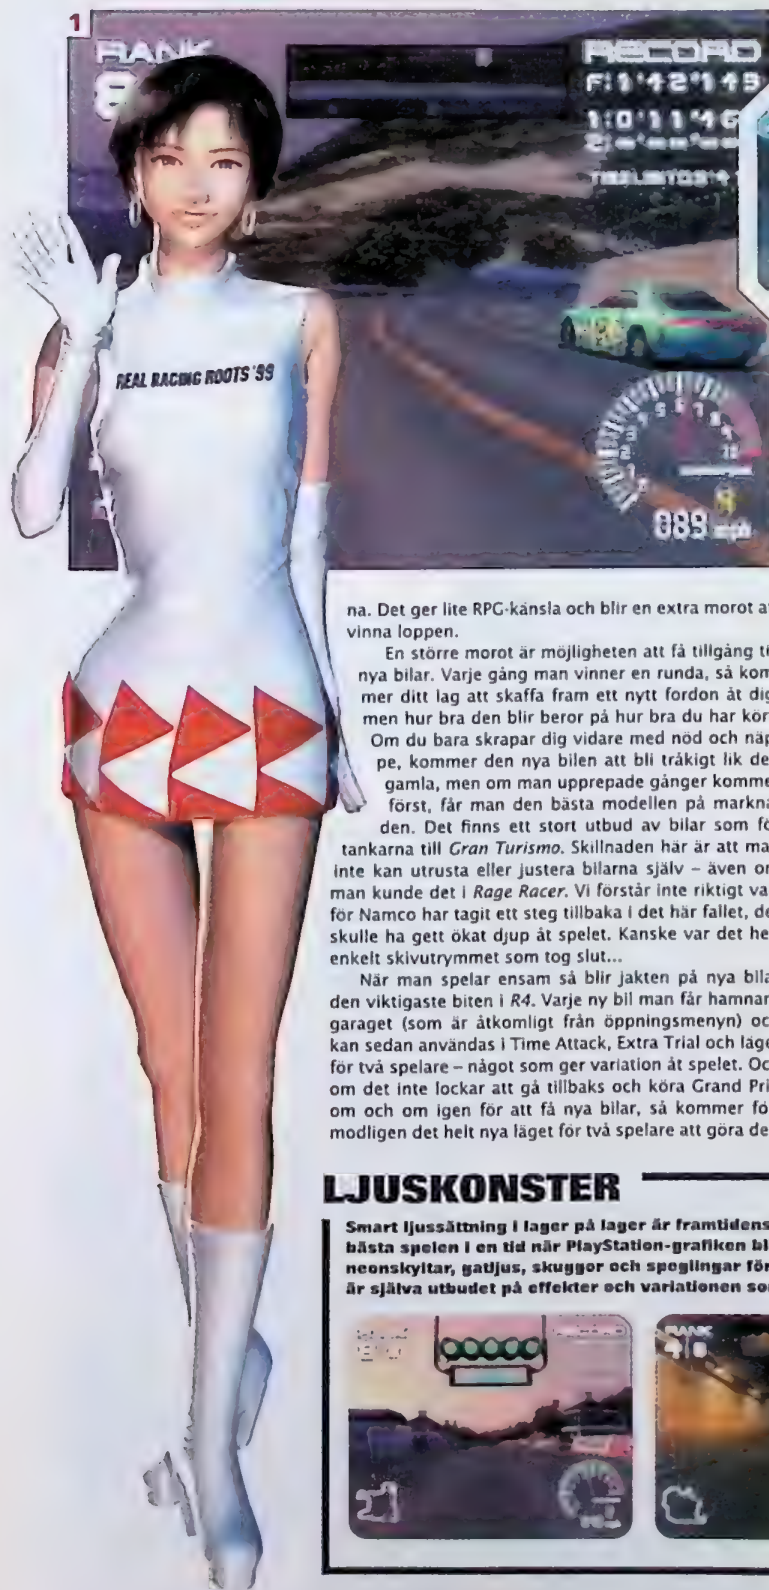 1
RANK
8
RECORD
F:1'42"145
REAL RACING ROOTS '99
089 mph
na. Det ger lite RPG-känsla och blir en extra morot at
vinna loppen.
En större morot är möjligheten att få tillgång ti
nya bilar. Varje gång man vinner en runda, så kom
mer ditt lag att skaffa fram ett nytt fordon åt dig
men hur bra den blir beror på hur bra du har kör
Om du bara skrapar dig vidare med nöd och näp
pe, kommer den nya bilen att bli tråkigt lik de
gamla, men om man upprepade gånger komme
först, får man den bästa modellen på markna
den. Det finns ett stort utbud av bilar som fö
tankarna till Gran Turismo. Skillnaden här är att ma
inte kan utrusta eller justera bilarna själv – även om
man kunde det i Rage Racer. Vi förstår inte riktigt va
för Namco har tagit ett steg tillbaka i det här fallet, de
skulle ha gett ökat djup åt spelet. Kanske var det he
enkelt skivutrymmet som tog slut...
När man spelar ensam så blir jakten på nya bila
den viktigaste biten i R4. Varje ny bil man får hamnar
garaget (som är åtkomligt från öppningsmenyn) oc
kan sedan användas i Time Attack, Extra Trial och läge
för två spelare – något som ger variation åt spelet. Oc
om det inte lockar att gå tillbaks och köra Grand Pri
om och om igen för att få nya bilar, så kommer fö
modligen det helt nya läget för två spelare att göra de
LJUSKONSTER
Smart ljussättning i lager på lager är framtidens
bästa spelen i en tid när PlayStation-grafiken bl
neonskyltar, gatljus, skuggor och speglingar för
är själva utbudet på effekter och variationen so
RANK